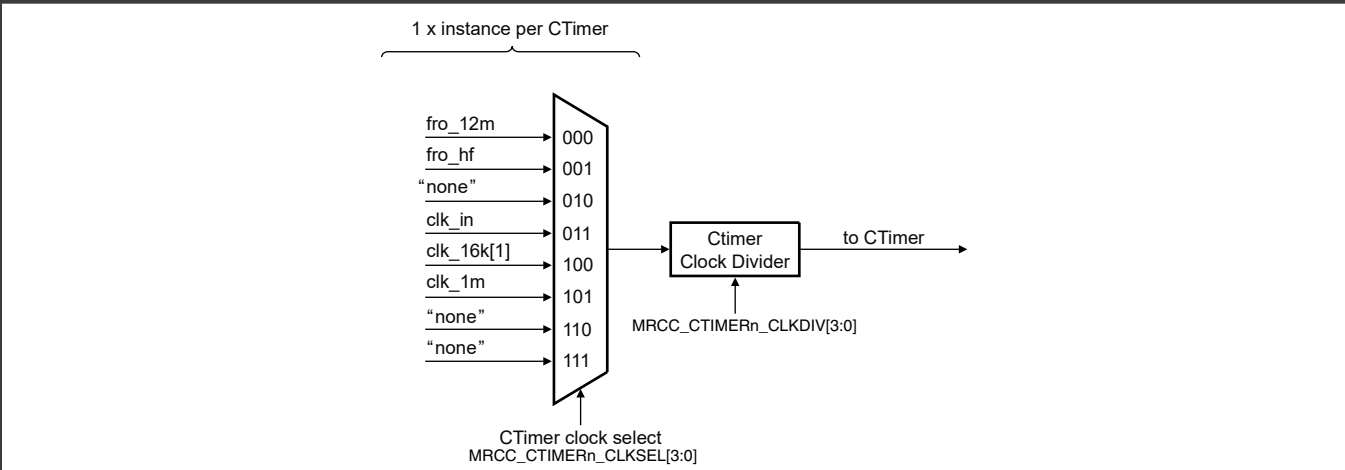 1 x instance per CTimer
fro_12m
000
fro_hf
001
“none”
010
clk_in
011
clk_16k[1]
100
clk_1m
101
“none”
110
“none”
111
Ctimer
Clock Divider
to CTimer
MRCC_CTIMERn_CLKDIV[3:0]
CTimer clock select
MRCC_CTIMERn_CLKSEL[3:0]